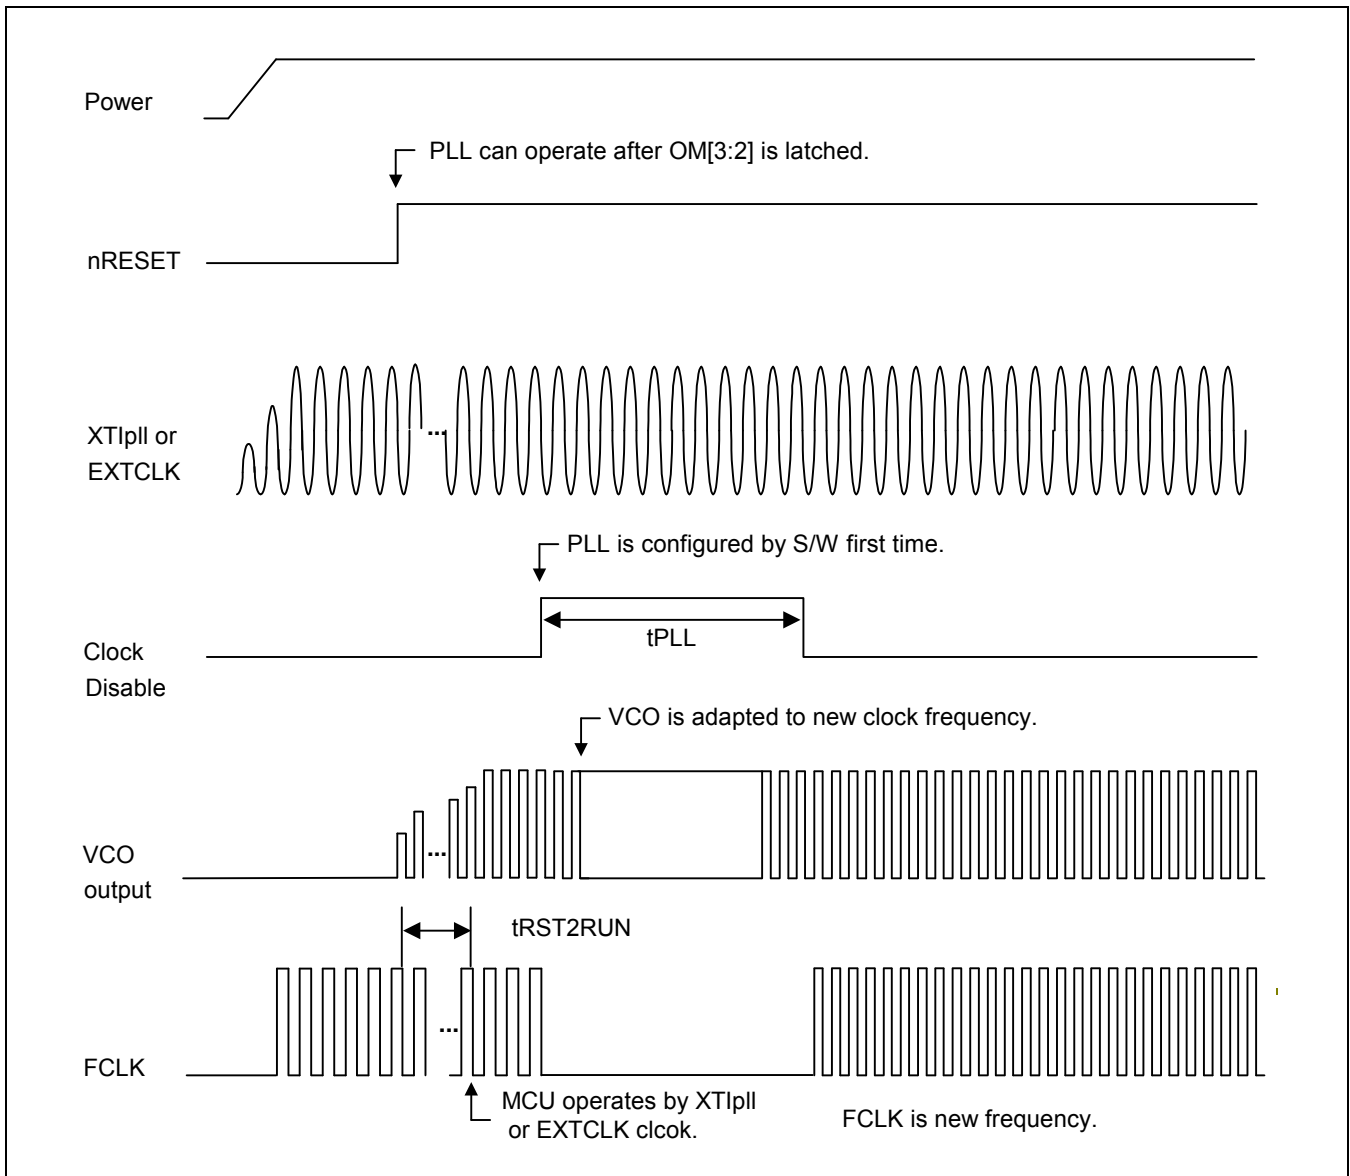 Power
PLL can operate after OM[3:2] is latched.
nRESET
XTIpll or
EXTCLK
...
PLL is configured by S/W first time.
tPLL
Clock
Disable
VCO is adapted to new clock frequency.
VCO
output
...
tRST2RUN
...
FCLK
MCU operates by XTIpll
or EXTCLK clcok.
FCLK is new frequency.